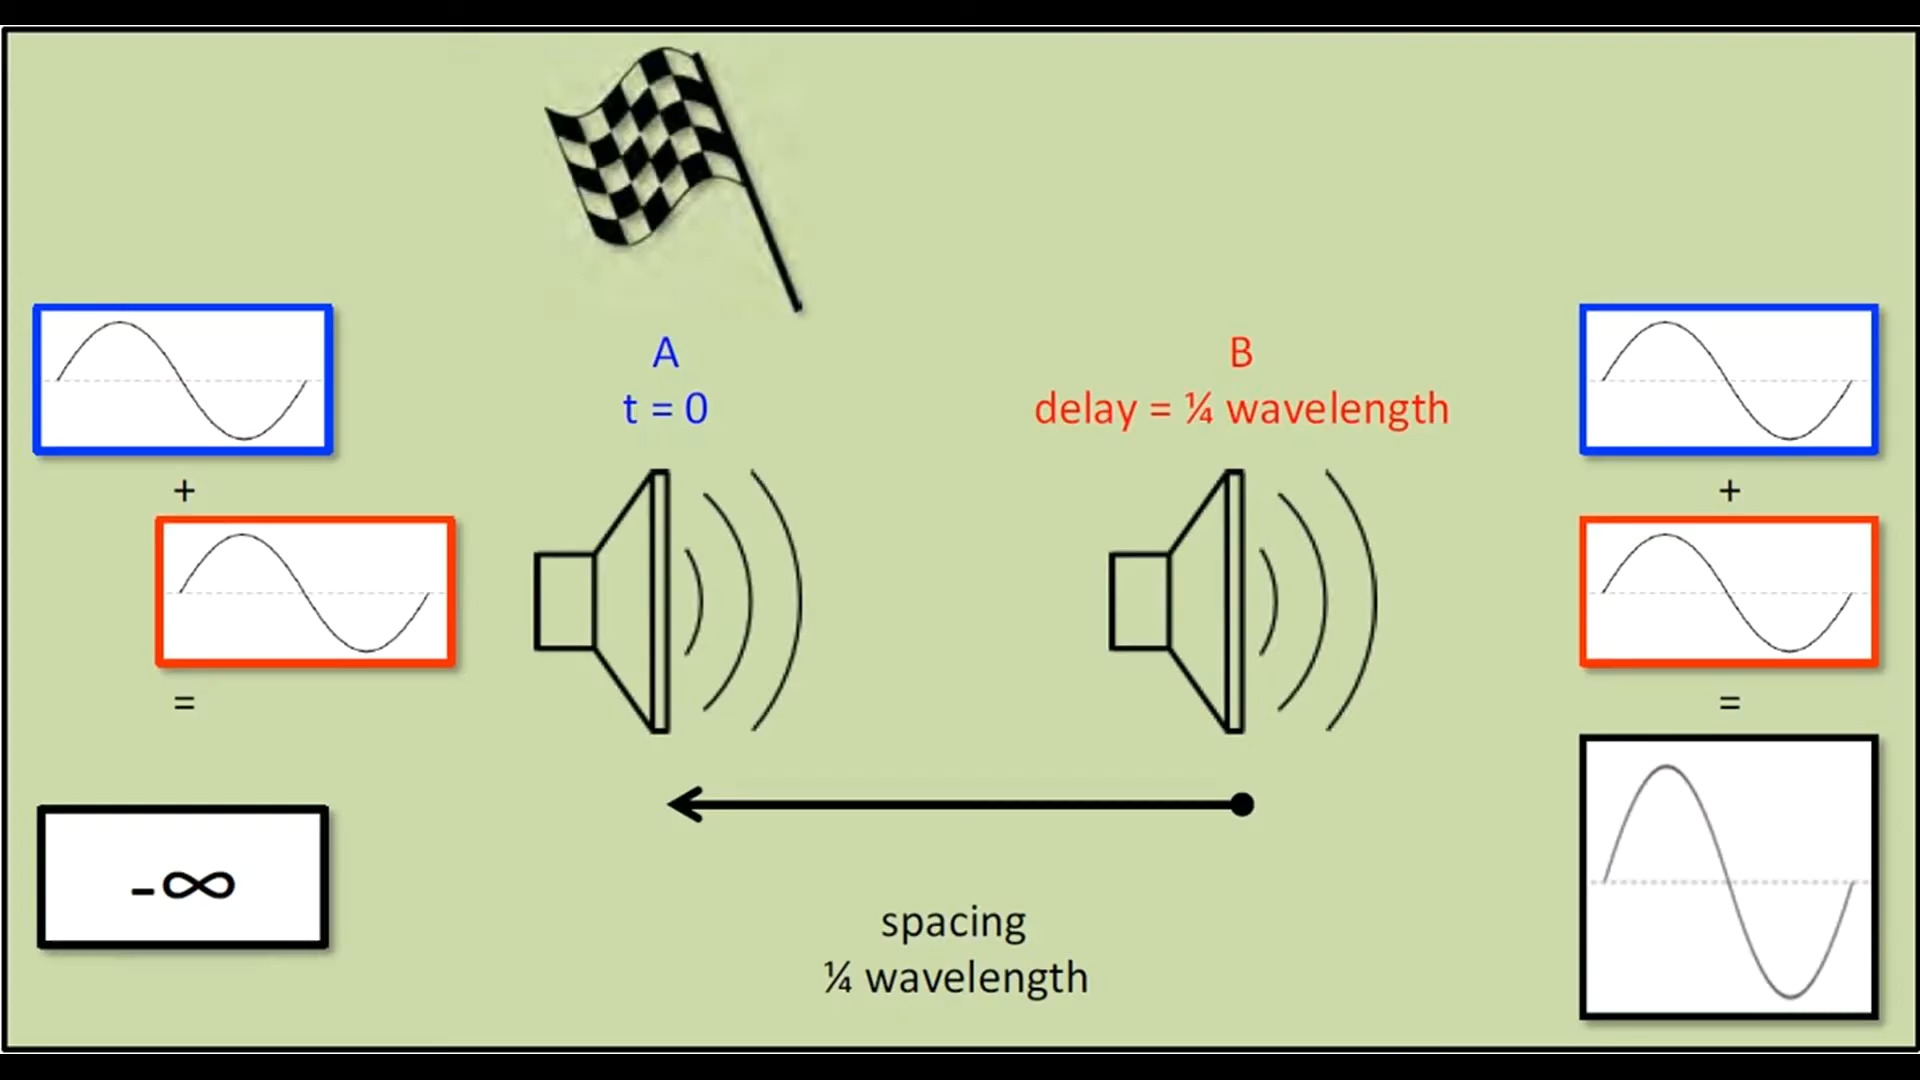 A
t = 0
B
delay = ¼ wavelength
+
=
-∞
+
=
spacing
¼ wavelength